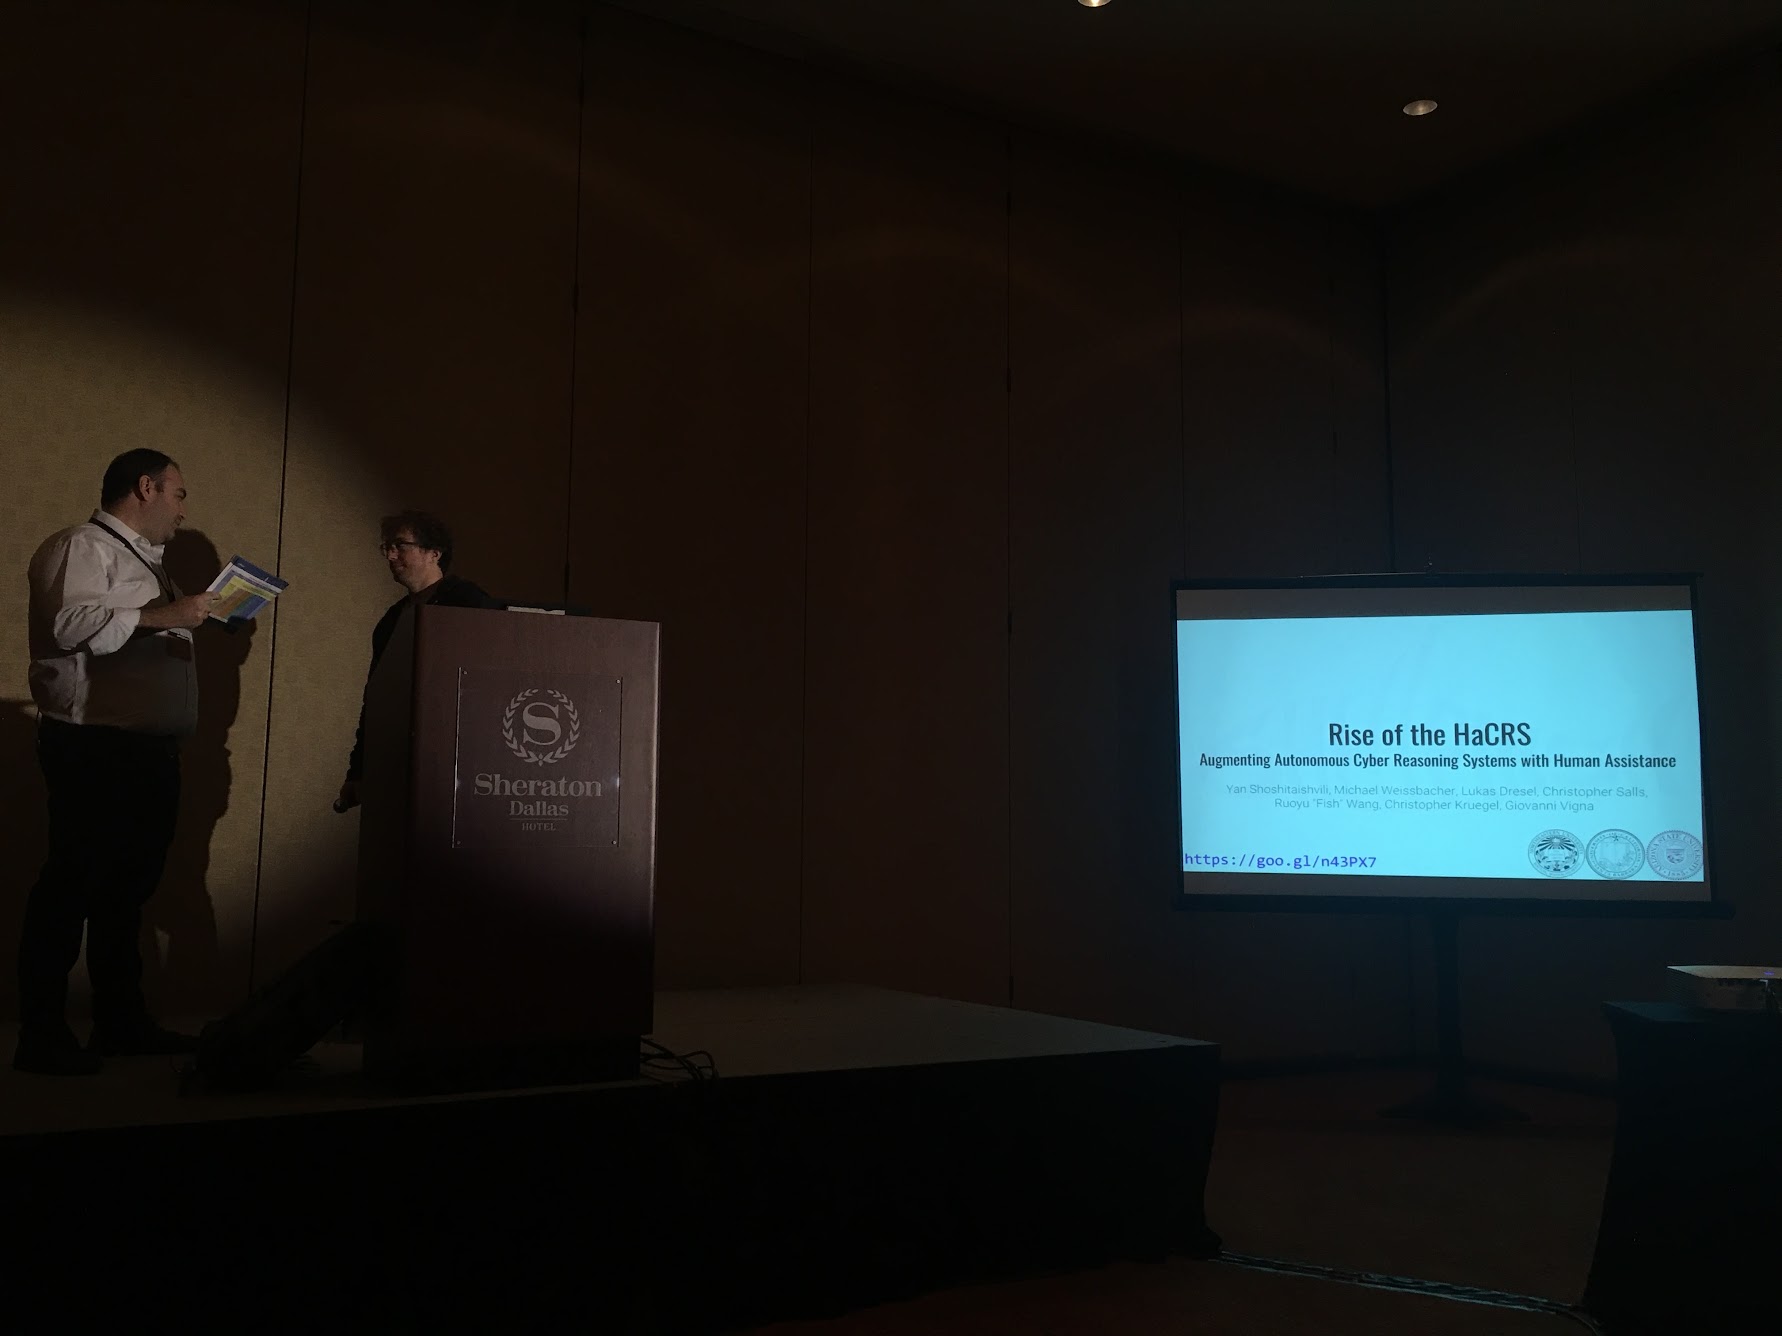 S
Sheraton
Dallas
HOTEL
Rise of the HaCRS
Augmenting Autonomous Cyber Reasoning Systems with Human Assistance
Yan Shoshitaishvili, Michael Weissbacher, Lukas Dresel, Christopher Salls,
Ruoyu "Fish" Wang, Christopher Kruegel, Giovanni Vigna
https://goo.gl/n43PX7